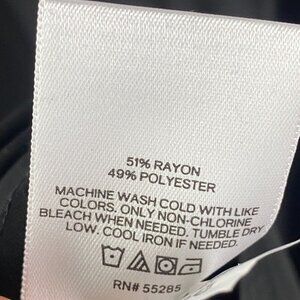 51% RAYON
49% POLYESTER
MACHINE WASH COLD WITH LIKE
COLORS. ONLY NON-CHLORINE
BLEACH WHEN NEEDED. TUMBLE DRY
LOW. COOL IRON IF NEEDED.
RN# 55285